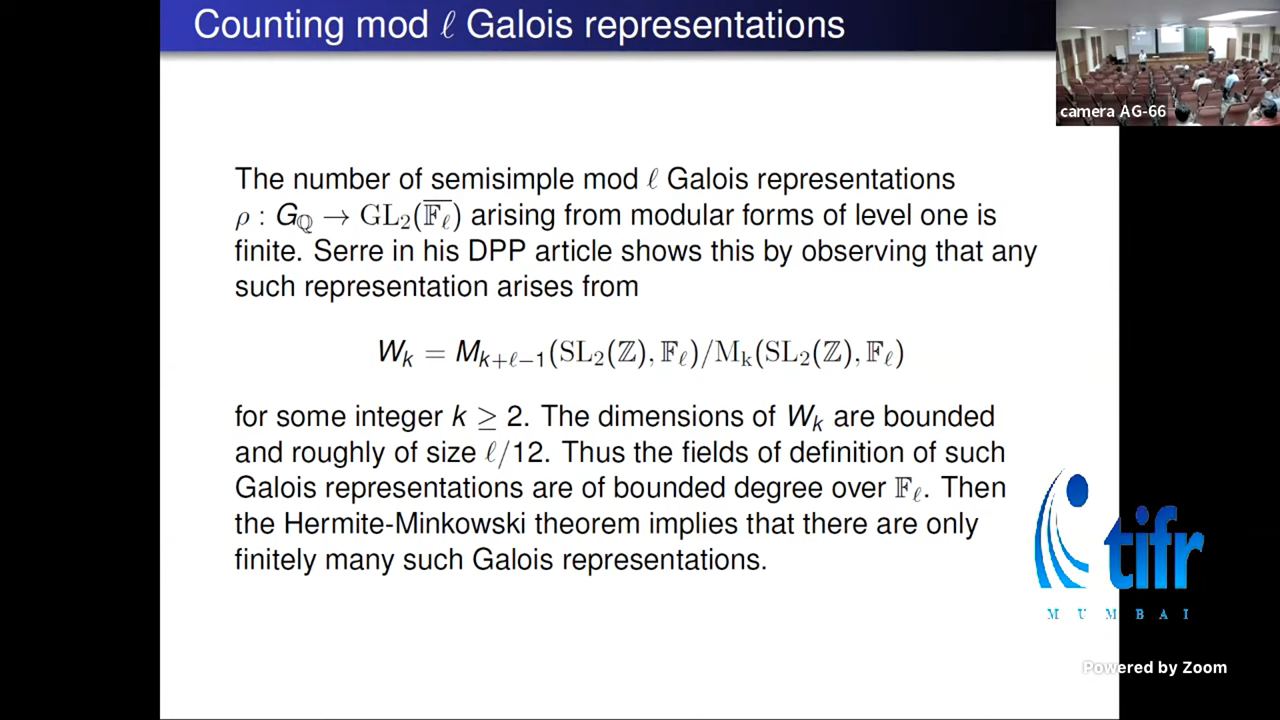 Counting mod ℓ Galois representations
camera AG-66
The number of semisimple mod ℓ Galois representations
ρ : G_ℚ → GL₂(F̅_ℓ) arising from modular forms of level one is
finite. Serre in his DPP article shows this by observing that any
such representation arises from
W_k = M_{k+ℓ−1}(SL₂(ℤ), 𝔽_ℓ)/M_k(SL₂(ℤ), 𝔽_ℓ)
for some integer k ≥ 2. The dimensions of W_k are bounded
and roughly of size ℓ/12. Thus the fields of definition of such
Galois representations are of bounded degree over 𝔽_ℓ. Then
the Hermite-Minkowski theorem implies that there are only
finitely many such Galois representations.
tifr
MUMBAI
Powered by Zoom